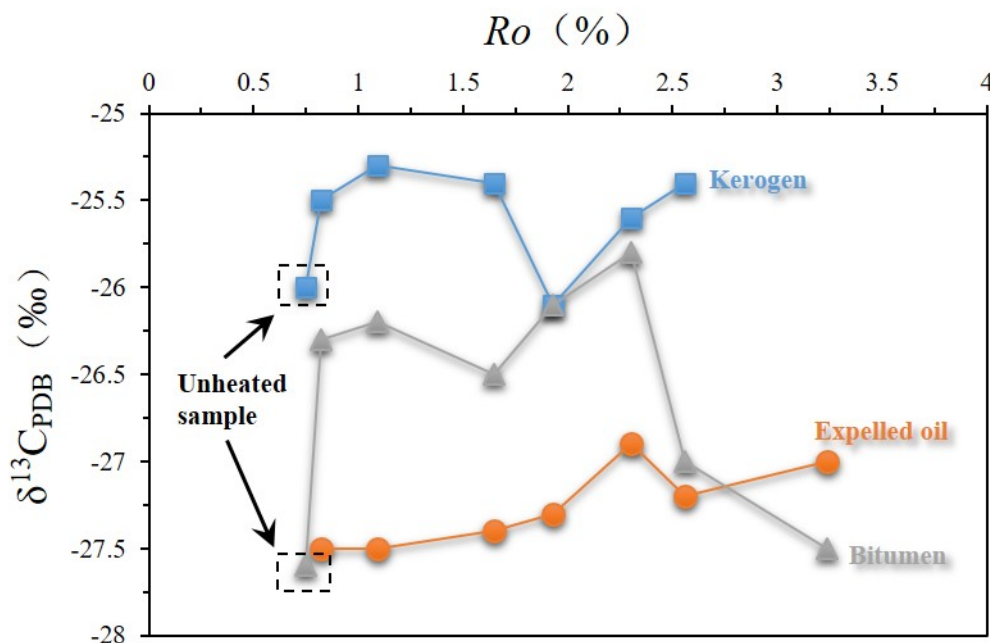 Ro（%）
0 0.5 1 1.5 2 2.5 3 3.5 4
-25
-25.5
-26
-26.5
-27
-27.5
-28
δ¹³C_PDB（‰）
Kerogen
Unheated
sample
Expelled oil
Bitumen